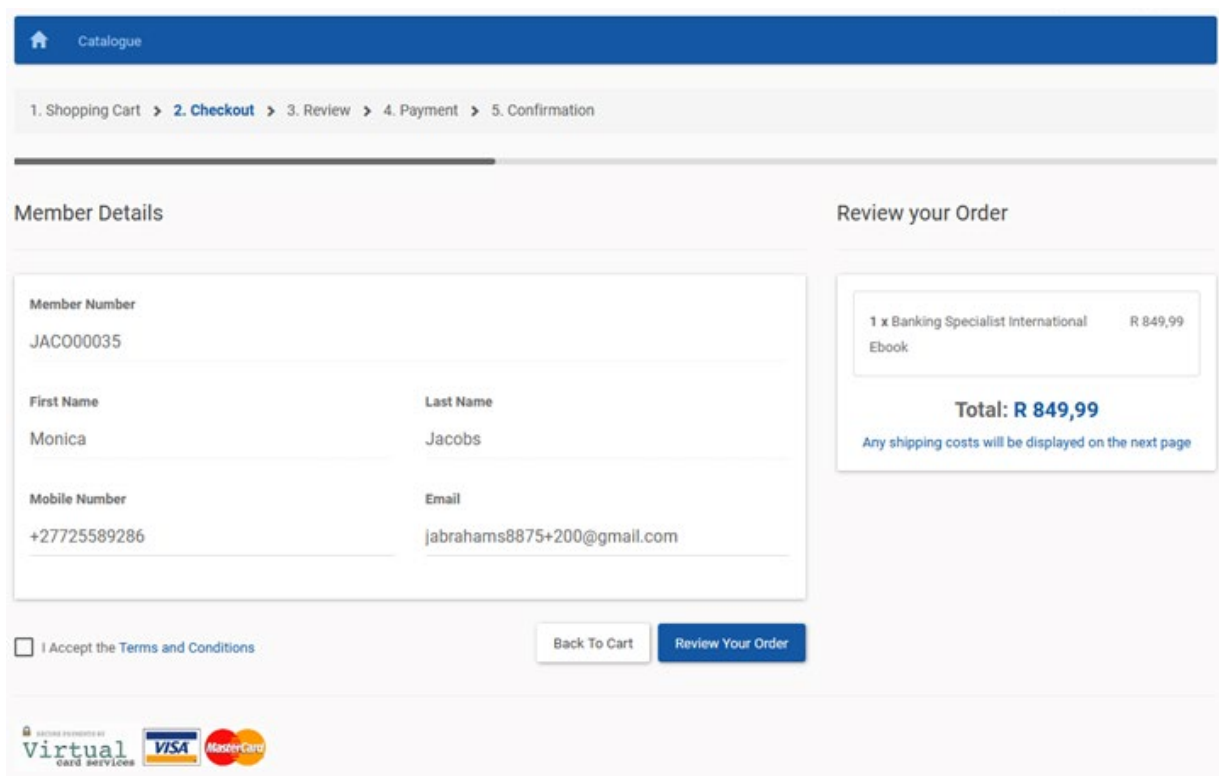 Catalogue
1. Shopping Cart > 2. Checkout > 3. Review > 4. Payment > 5. Confirmation
Member Details
Member Number
JACO00035
First Name
Last Name
Monica
Jacobs
Mobile Number
Email
+27725589286
jabrahams8875+200@gmail.com
I Accept the Terms and Conditions
Back To Cart
Review Your Order
Review your Order
1 x Banking Specialist International R 849,99
Ebook
Total: R 849,99
Any shipping costs will be displayed on the next page
SECURE PAYMENTS BY
Virtual
card services
VISA
MasterCard